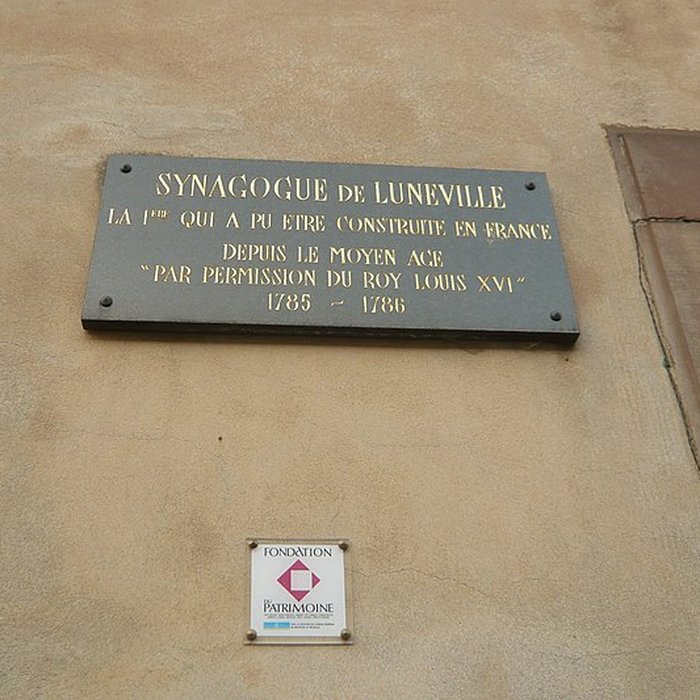 SYNAGOGUE DE LUNEVILLE
LA 1ERE QUI A PU ETRE CONSTRUITE EN FRANCE
DEPUIS LE MOYEN AGE
"PAR PERMISSION DU ROY LOUIS XVI"
1785 ~ 1786
FONDATION
DU
PATRIMOINE